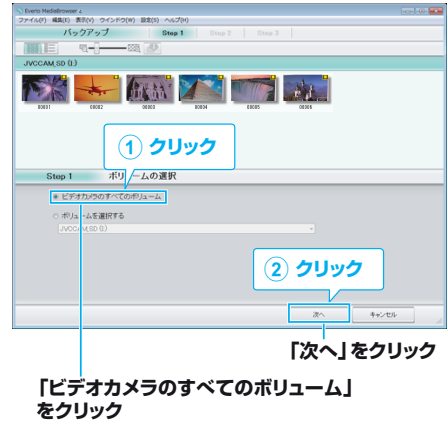 Everio MediaBrowser 4
ファイル(F) 編集(E) 表示(V) ウインドウ(W) 設定(S) ヘルプ(H)
バックアップ Step 1 Step 2 Step 3
JVCCAM_SD (I:)
00001 00002 00003 00004 00005 00006
① クリック
Step 1 ボリュームの選択
ビデオカメラのすべてのボリューム
ボリュームを選択する
JVCCAM_SD (I:)
② クリック
次へ キャンセル
「次へ」をクリック
「ビデオカメラのすべてのボリューム」
をクリック